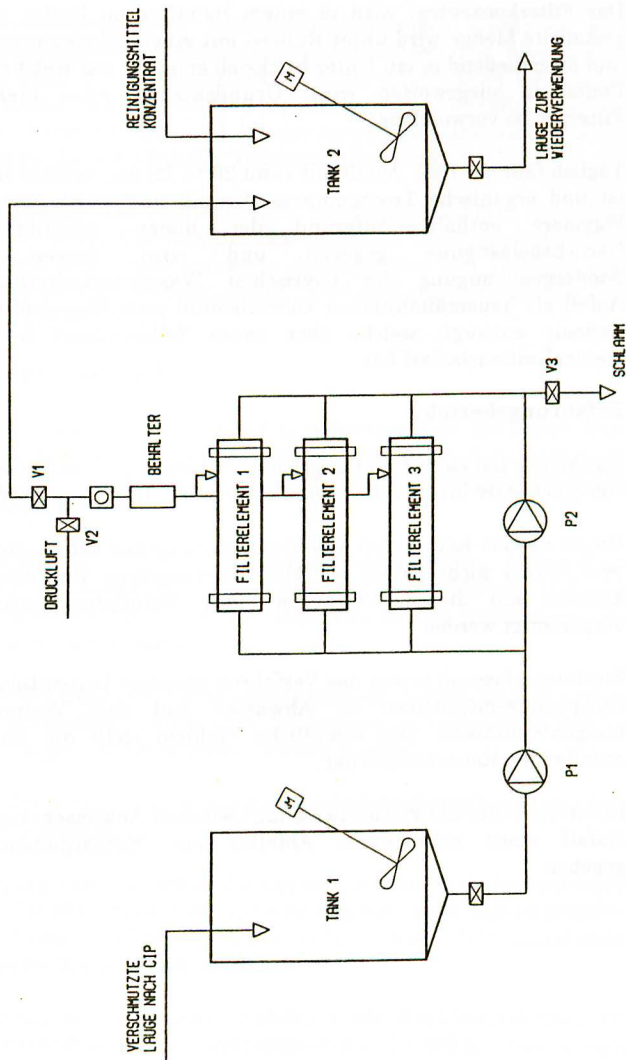 REINIGUNGSMITTEL
KONZENTRAT
M
TANK 2
LAUGE ZUR
WIEDERVERWENDUNG
V1
V2
DRUCKLUFT
BEHALTER
FILTERELEMENT 1
FILTERELEMENT 2
FILTERELEMENT 3
V3
SCHLAMM
P2
P1
M
TANK 1
VERSCHMUTZTE
LAUGE NACH CIP